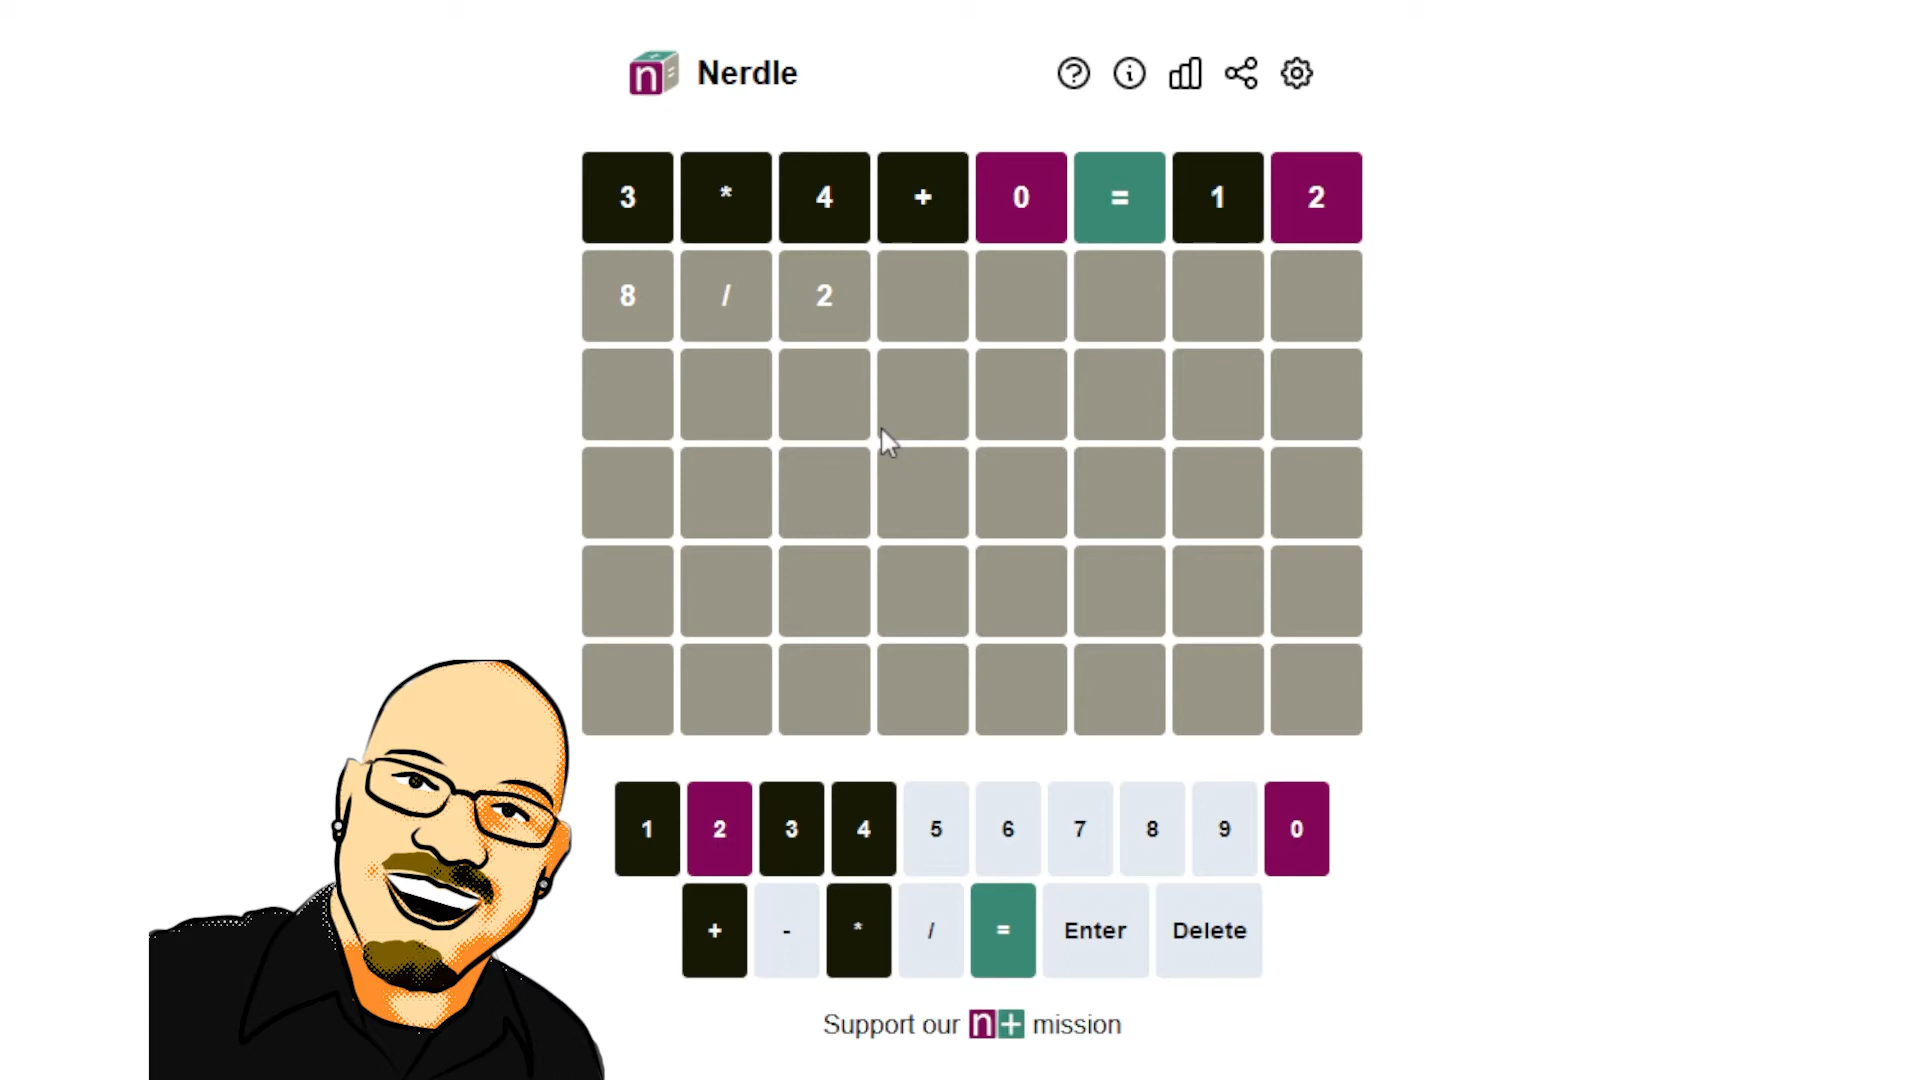 n Nerdle
3 * 4 + 0 = 1 2
8 / 2
1 2 3 4 5 6 7 8 9 0
+ - * / = Enter Delete
Support our n+ mission